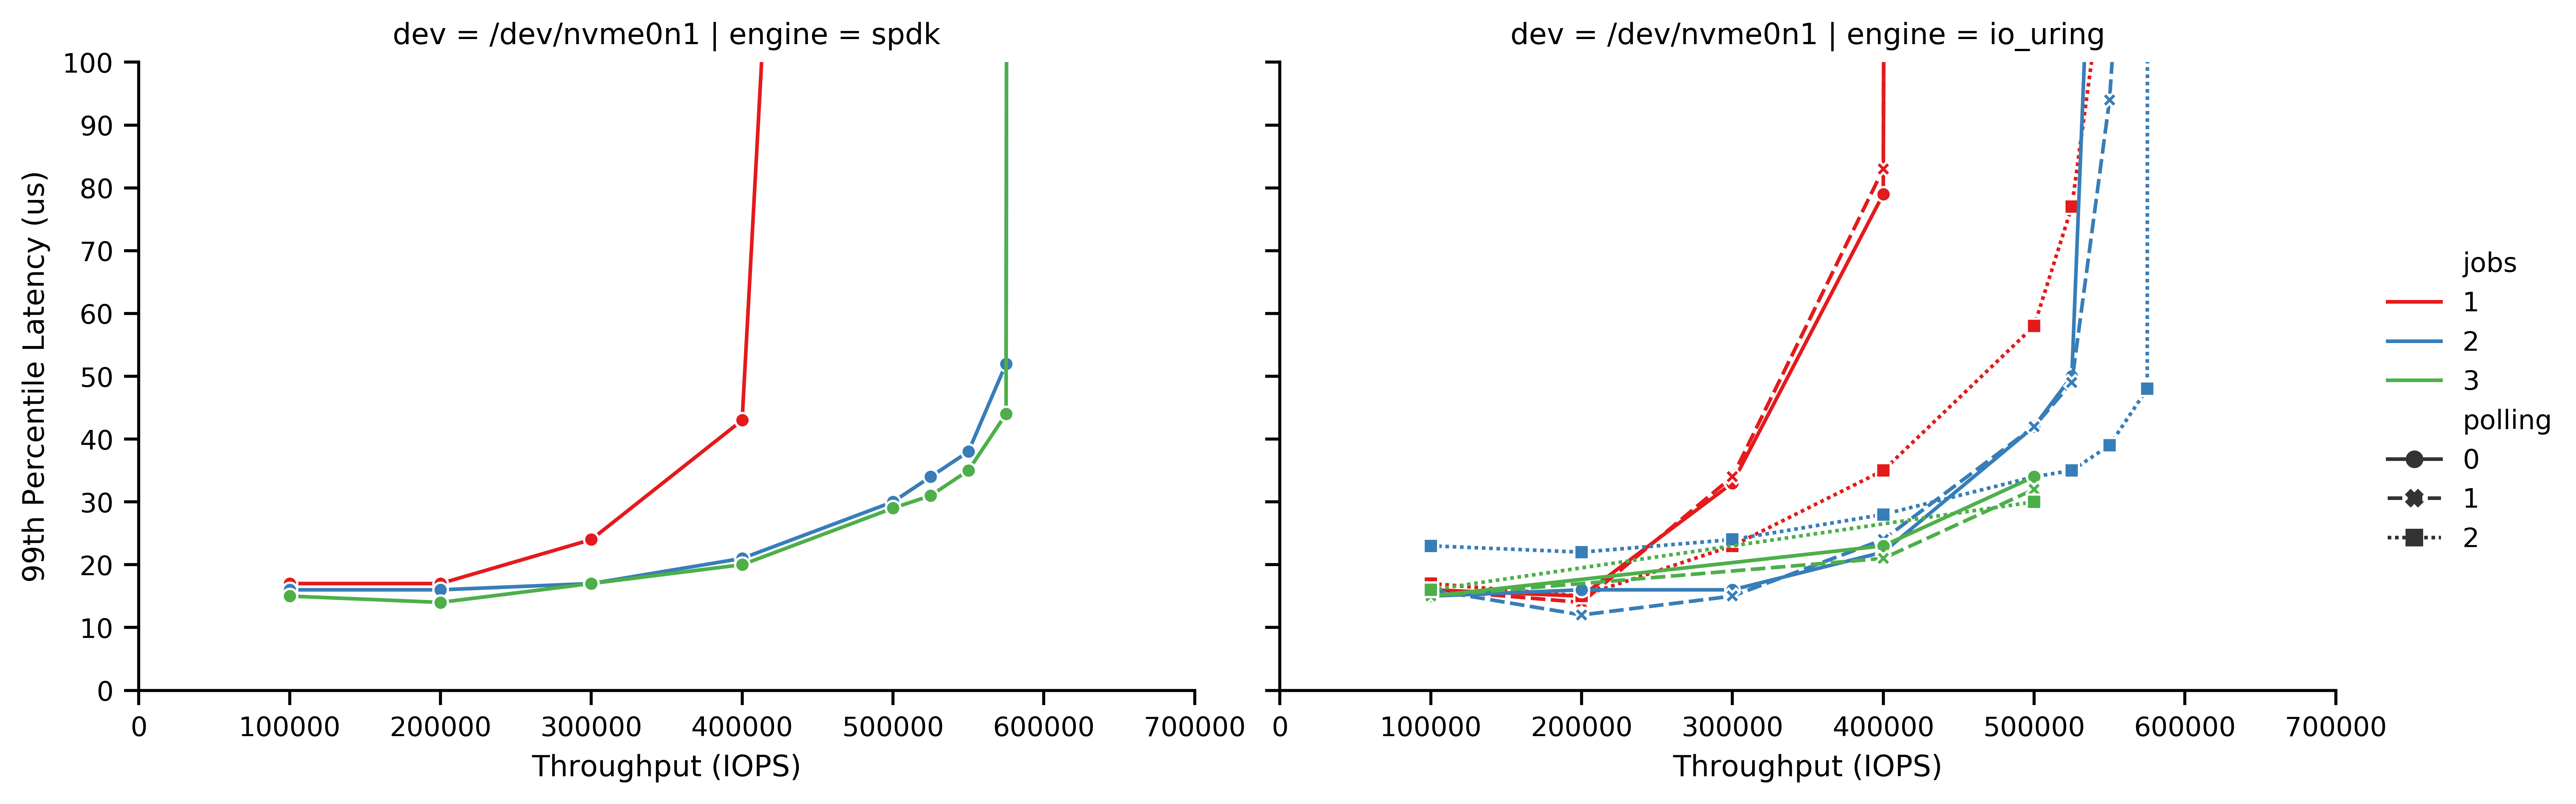 dev = /dev/nvme0n1 | engine = spdk
99th Percentile Latency (us)
100
90
80
70
60
50
40
30
20
10
0
0 100000 200000 300000 400000 500000 600000 700000
Throughput (IOPS)
dev = /dev/nvme0n1 | engine = io_uring
0 100000 200000 300000 400000 500000 600000 700000
Throughput (IOPS)
jobs
1
2
3
polling
0
1
2